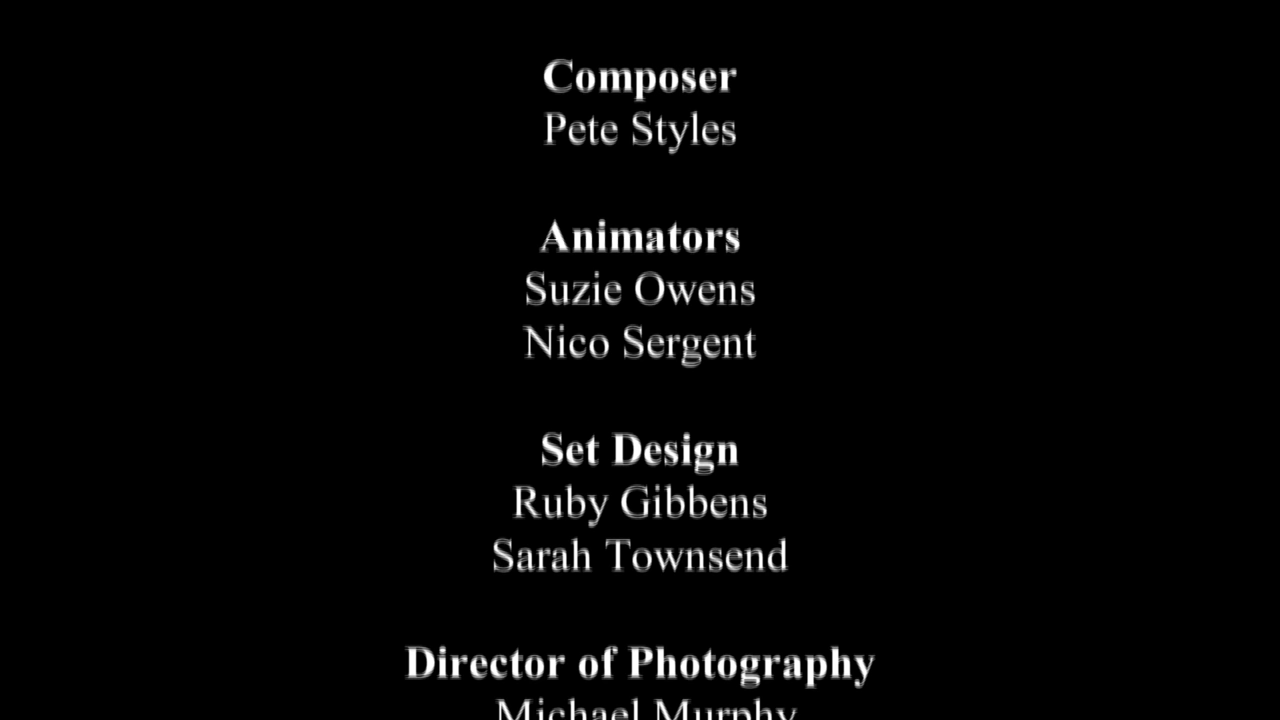 Composer
Pete Styles
Animators
Suzie Owens
Nico Sergent
Set Design
Ruby Gibbens
Sarah Townsend
Director of Photography
Michael Murphy